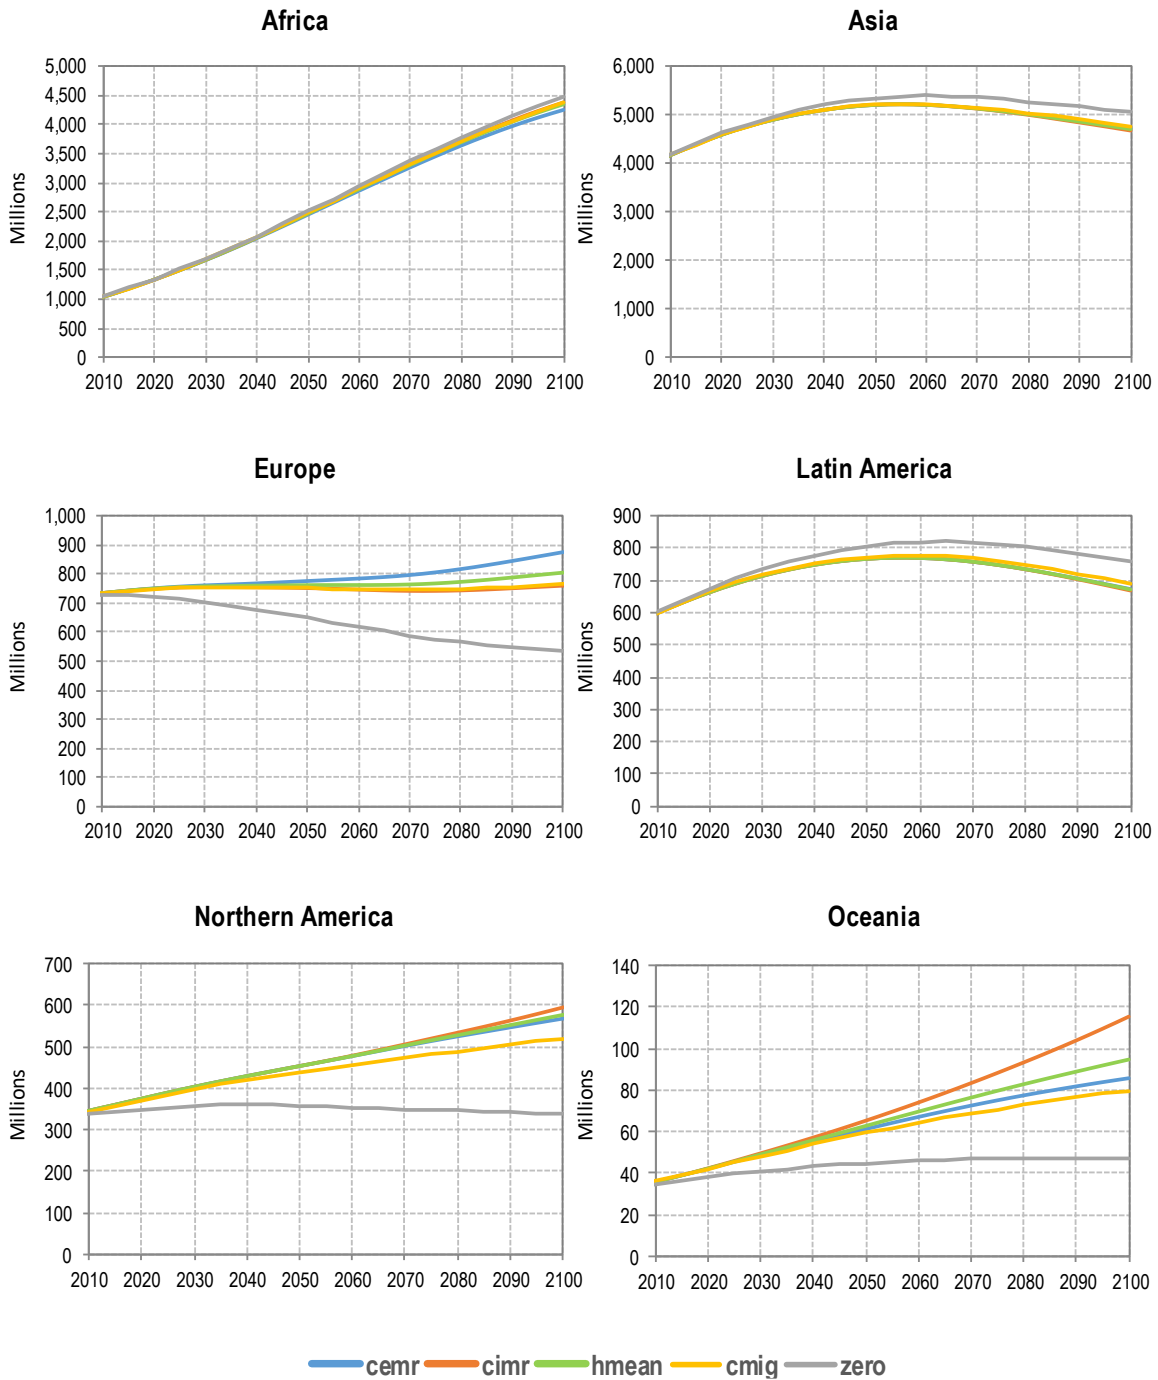 Africa
Asia
Millions
5,000
4,500
4,000
3,500
3,000
2,500
2,000
1,500
1,000
500
0
2010 2020 2030 2040 2050 2060 2070 2080 2090 2100
Millions
6,000
5,000
4,000
3,000
2,000
1,000
0
2010 2020 2030 2040 2050 2060 2070 2080 2090 2100
Europe
Latin America
Millions
1,000
900
800
700
600
500
400
300
200
100
0
2010 2020 2030 2040 2050 2060 2070 2080 2090 2100
Millions
900
800
700
600
500
400
300
200
100
0
2010 2020 2030 2040 2050 2060 2070 2080 2090 2100
Northern America
Oceania
Millions
700
600
500
400
300
200
100
0
2010 2020 2030 2040 2050 2060 2070 2080 2090 2100
Millions
140
120
100
80
60
40
20
0
2010 2020 2030 2040 2050 2060 2070 2080 2090 2100
cemr cimr hmean cmig zero